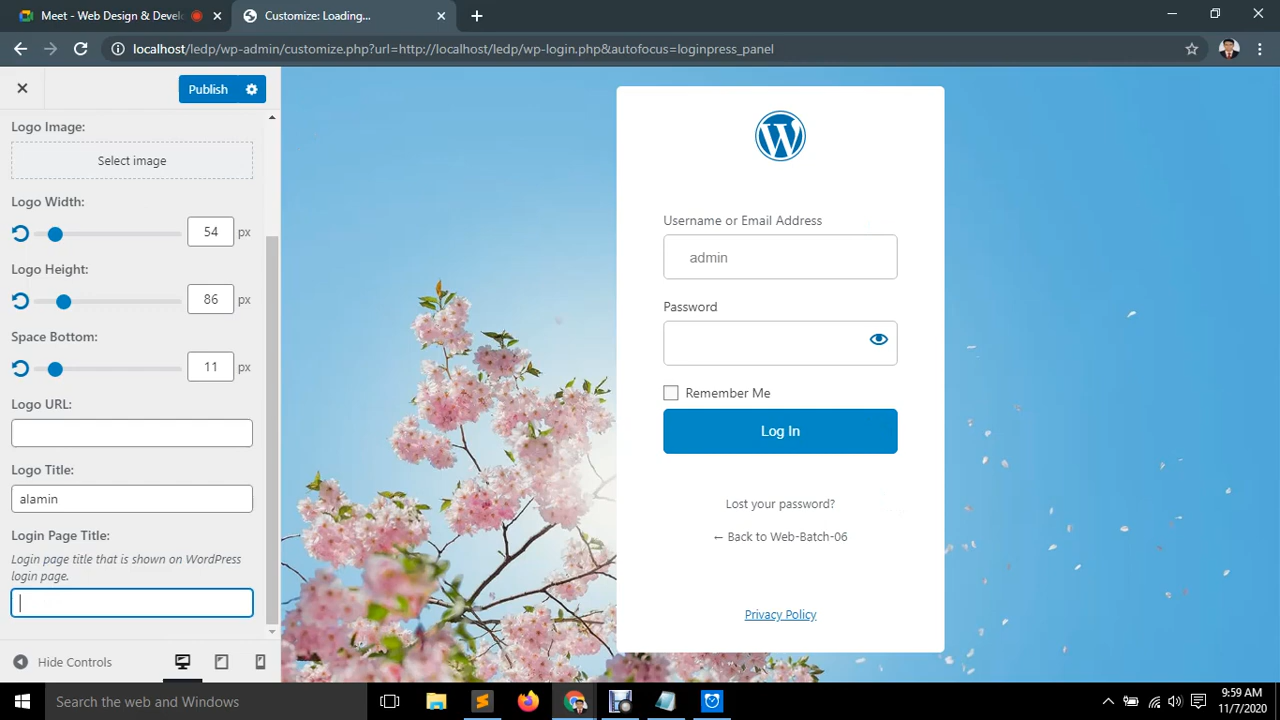 Meet - Web Design & Devel
Customize: Loading...
localhost/ledp/wp-admin/customize.php?url=http://localhost/ledp/wp-login.php&autofocus=loginpress_panel
Publish
Logo Image:
Select image
Logo Width:
54 px
Logo Height:
86 px
Space Bottom:
11 px
Logo URL:
Logo Title:
alamin
Login Page Title:
Login page title that is shown on WordPress
login page.
Hide Controls
Username or Email Address
admin
Password
Remember Me
Log In
Lost your password?
← Back to Web-Batch-06
Privacy Policy
Search the web and Windows
9:59 AM
11/7/2020